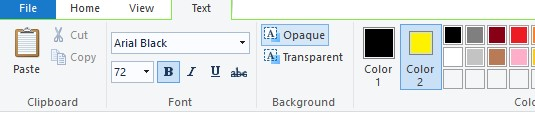 File Home View Text
Paste
Cut
Copy
Clipboard
Arial Black
72 B I U abc
Font
A Opaque
A Transparent
Background
Color
1
Color
2